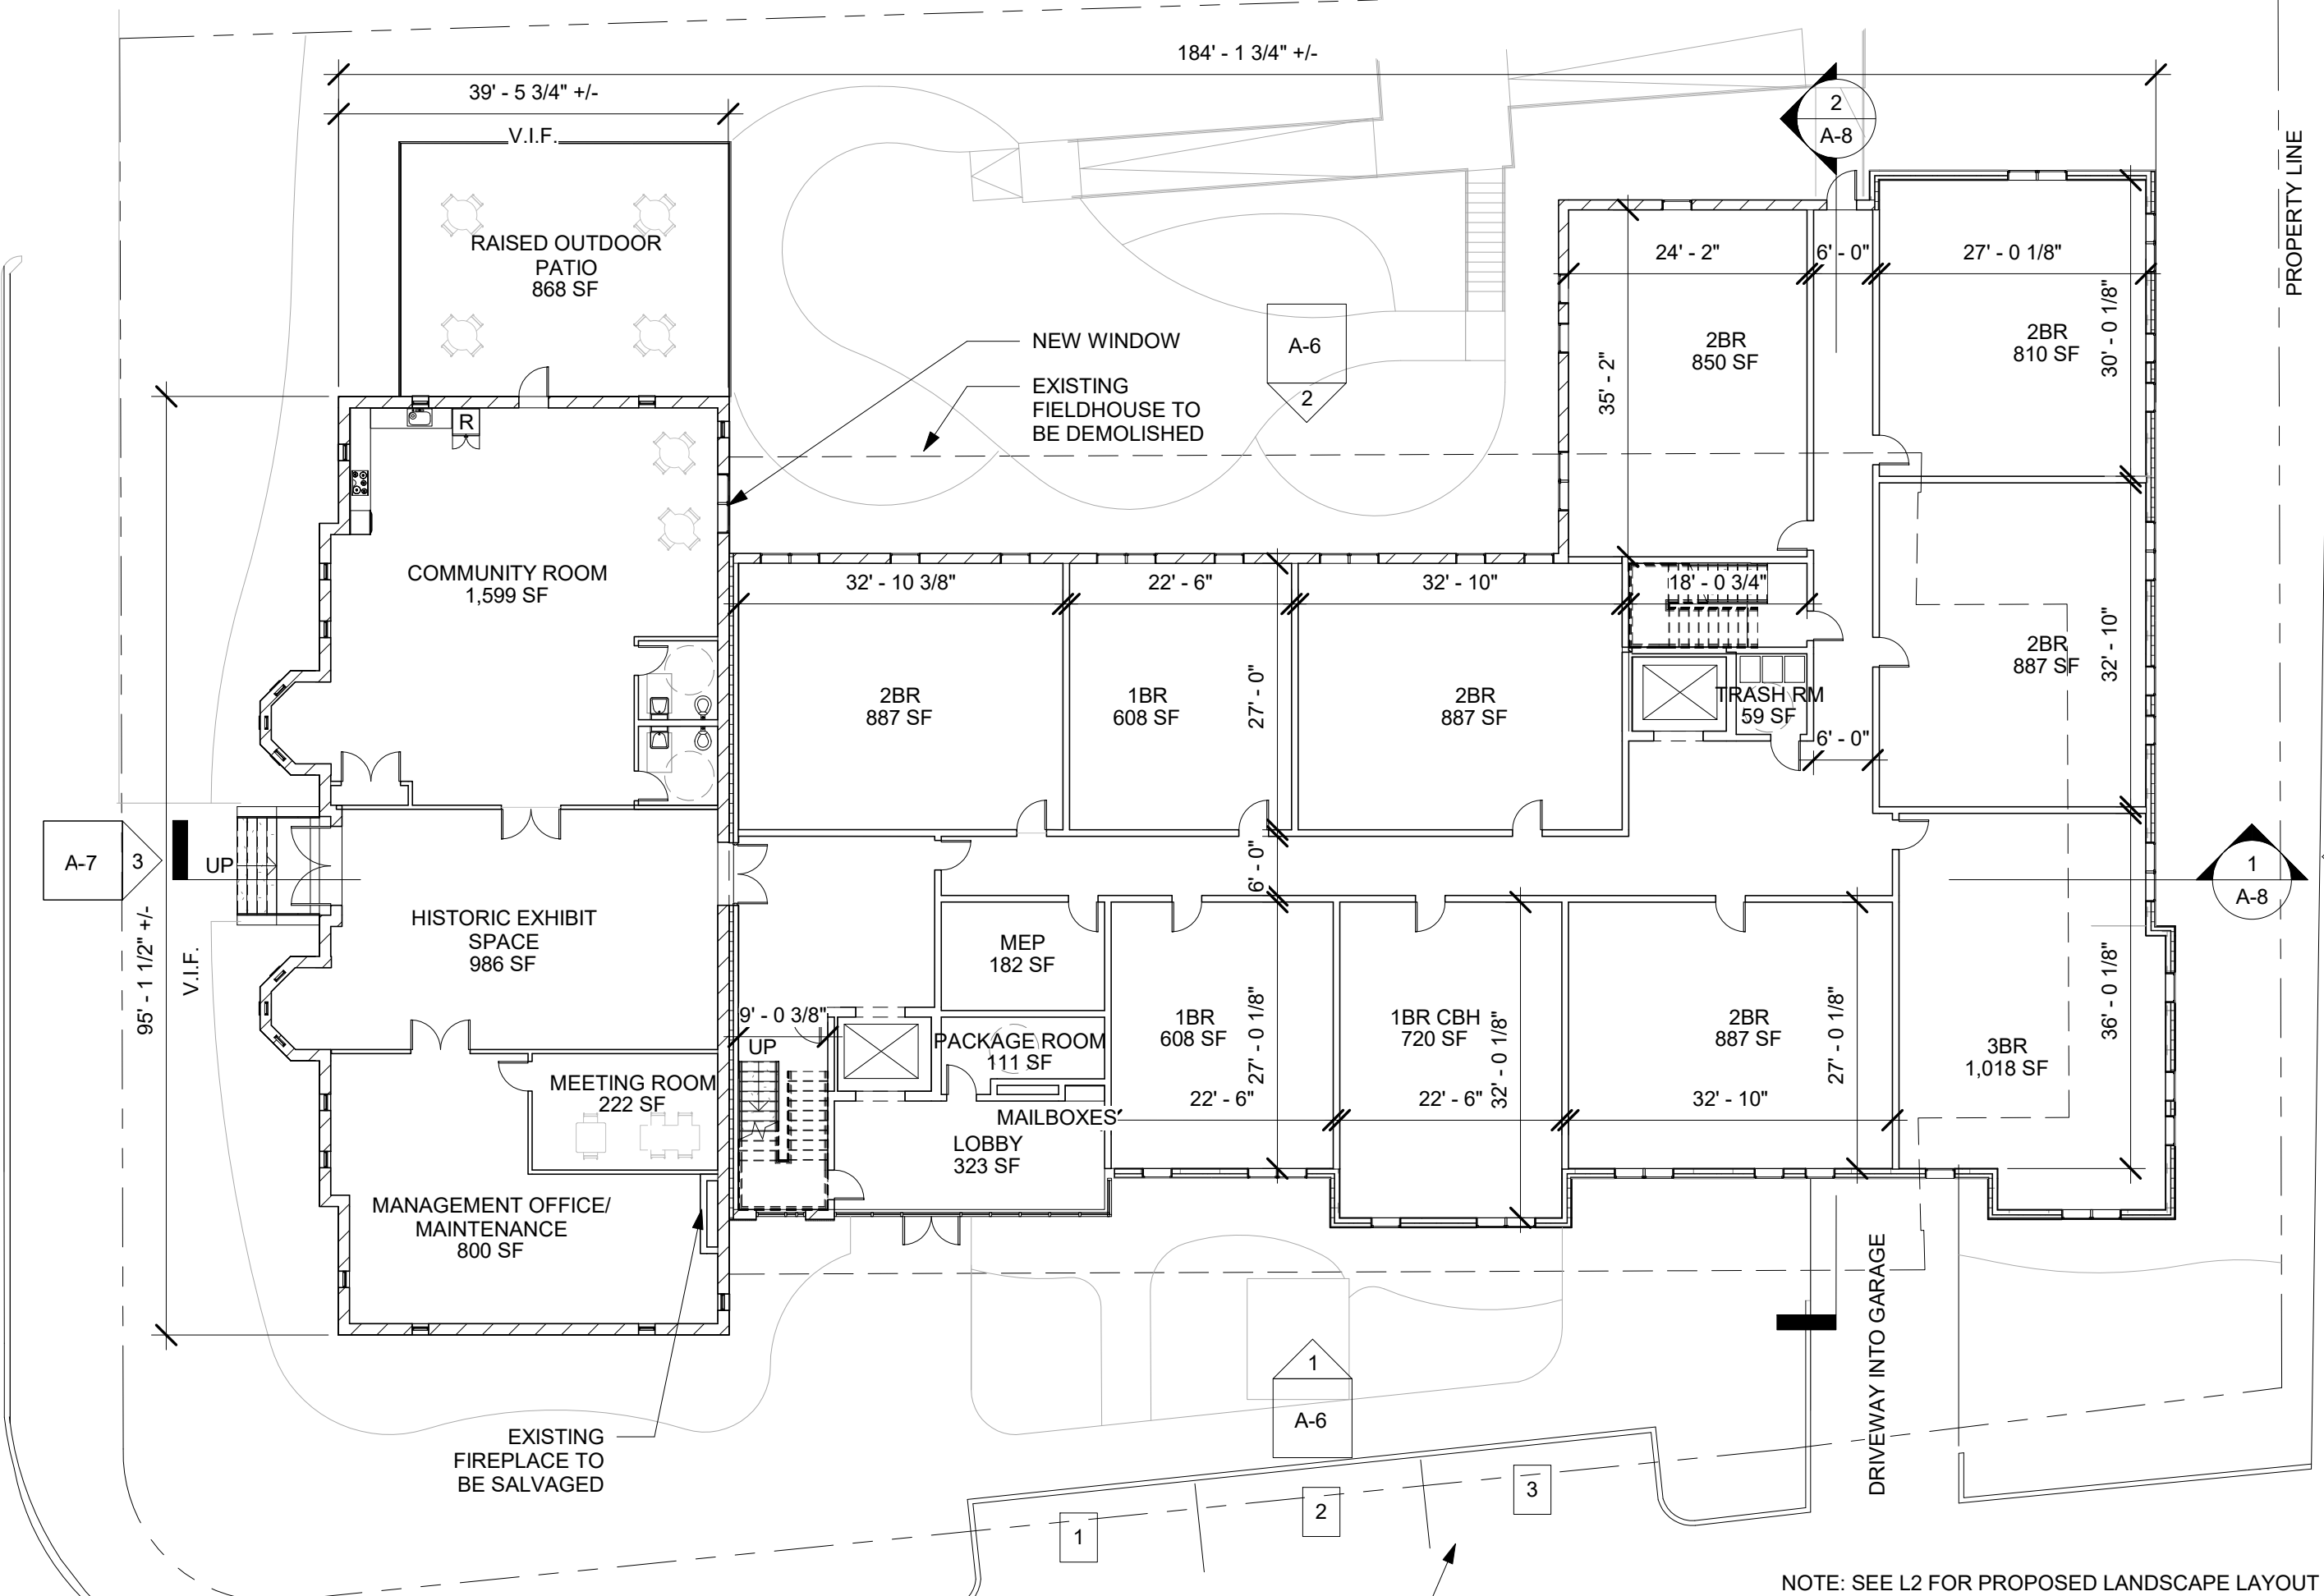 184' - 1 3/4" +/-
39' - 5 3/4" +/-
V.I.F.
2
A-8
PROPERTY LINE
RAISED OUTDOOR
PATIO
868 SF
24' - 2"
6' - 0"
27' - 0 1/8"
30' - 0 1/8"
NEW WINDOW
A-6
2
2BR
850 SF
2BR
810 SF
35' - 2"
EXISTING
FIELDHOUSE TO
BE DEMOLISHED
R
COMMUNITY ROOM
1,599 SF
32' - 10 3/8"
22' - 6"
32' - 10"
18' - 0 3/4"
2BR
887 SF
32' - 10"
2BR
887 SF
1BR
608 SF
27' - 0"
2BR
887 SF
TRASH RM
59 SF
6' - 0"
A-7
3
UP
6' - 0"
1
A-8
HISTORIC EXHIBIT
SPACE
986 SF
95' - 1 1/2" +/-
V.I.F.
MEP
182 SF
9' - 0 3/8"
UP
PACKAGE ROOM
111 SF
1BR
608 SF
27' - 0 1/8"
22' - 6"
1BR CBH
720 SF
32' - 0 1/8"
22' - 6"
2BR
887 SF
27' - 0 1/8"
32' - 10"
3BR
1,018 SF
36' - 0 1/8"
MEETING ROOM
222 SF
MAILBOXES
LOBBY
323 SF
MANAGEMENT OFFICE/
MAINTENANCE
800 SF
DRIVEWAY INTO GARAGE
1
A-6
EXISTING
FIREPLACE TO
BE SALVAGED
1
2
3
NOTE: SEE L2 FOR PROPOSED LANDSCAPE LAYOUT